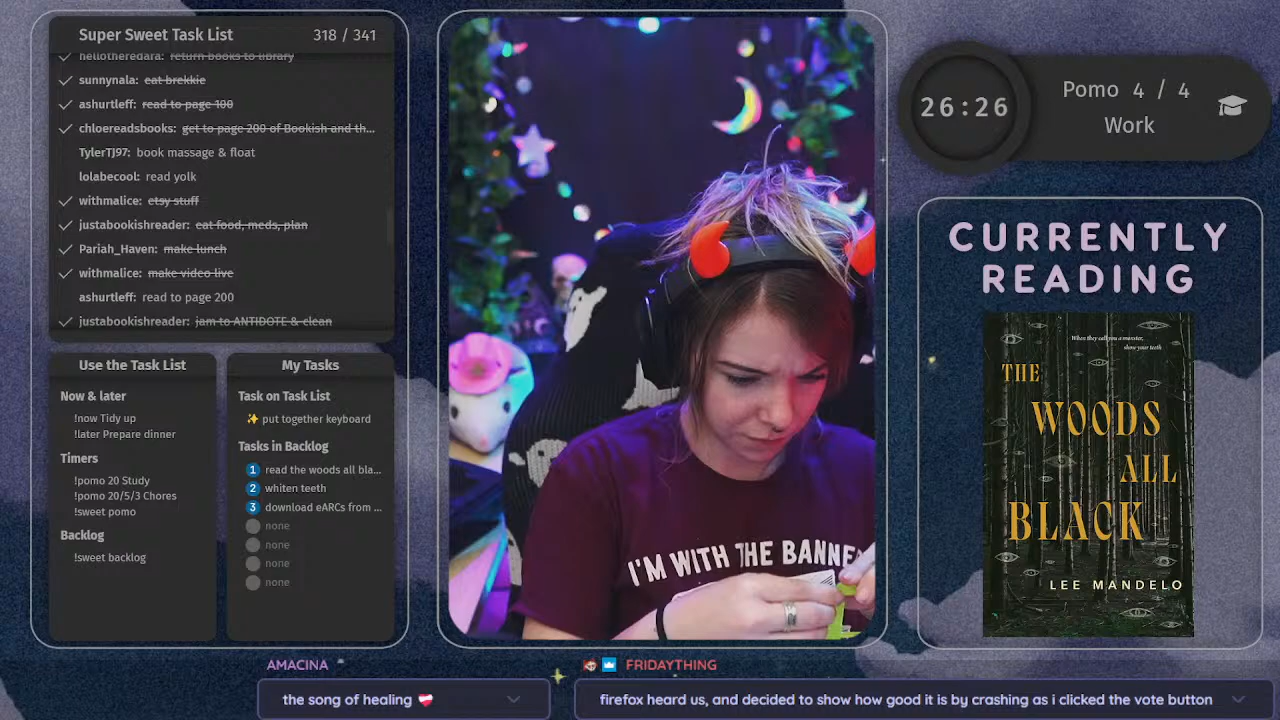 Super Sweet Task List 318 / 341
hellotheredara: return books to library
sunnynala: eat brekkie
ashurtleff: read to page 100
chloereadsbooks: get to page 200 of Bookish and th...
TylerTJ97: book massage & float
lolabecool: read yolk
withmalice: etsy stuff
justabookishreader: eat food, meds, plan
Pariah_Haven: make lunch
withmalice: make video live
ashurtleff: read to page 200
justabookishreader: jam to ANTIDOTE & clean
Use the Task List
Now & later
!now Tidy up
!later Prepare dinner
Timers
!pomo 20 Study
!pomo 20/5/3 Chores
!sweet pomo
Backlog
!sweet backlog
My Tasks
Task on Task List
✨ put together keyboard
Tasks in Backlog
1 read the woods all bla...
2 whiten teeth
3 download eARCs from ...
none
none
none
none
I'M WITH THE BANNE
26:26
Pomo 4 / 4
Work
CURRENTLY
READING
When they call you a monster,
show your teeth
THE
WOODS
ALL
BLACK
LEE MANDELO
AMACINA
the song of healing
FRIDAYTHING
firefox heard us, and decided to show how good it is by crashing as i clicked the vote button